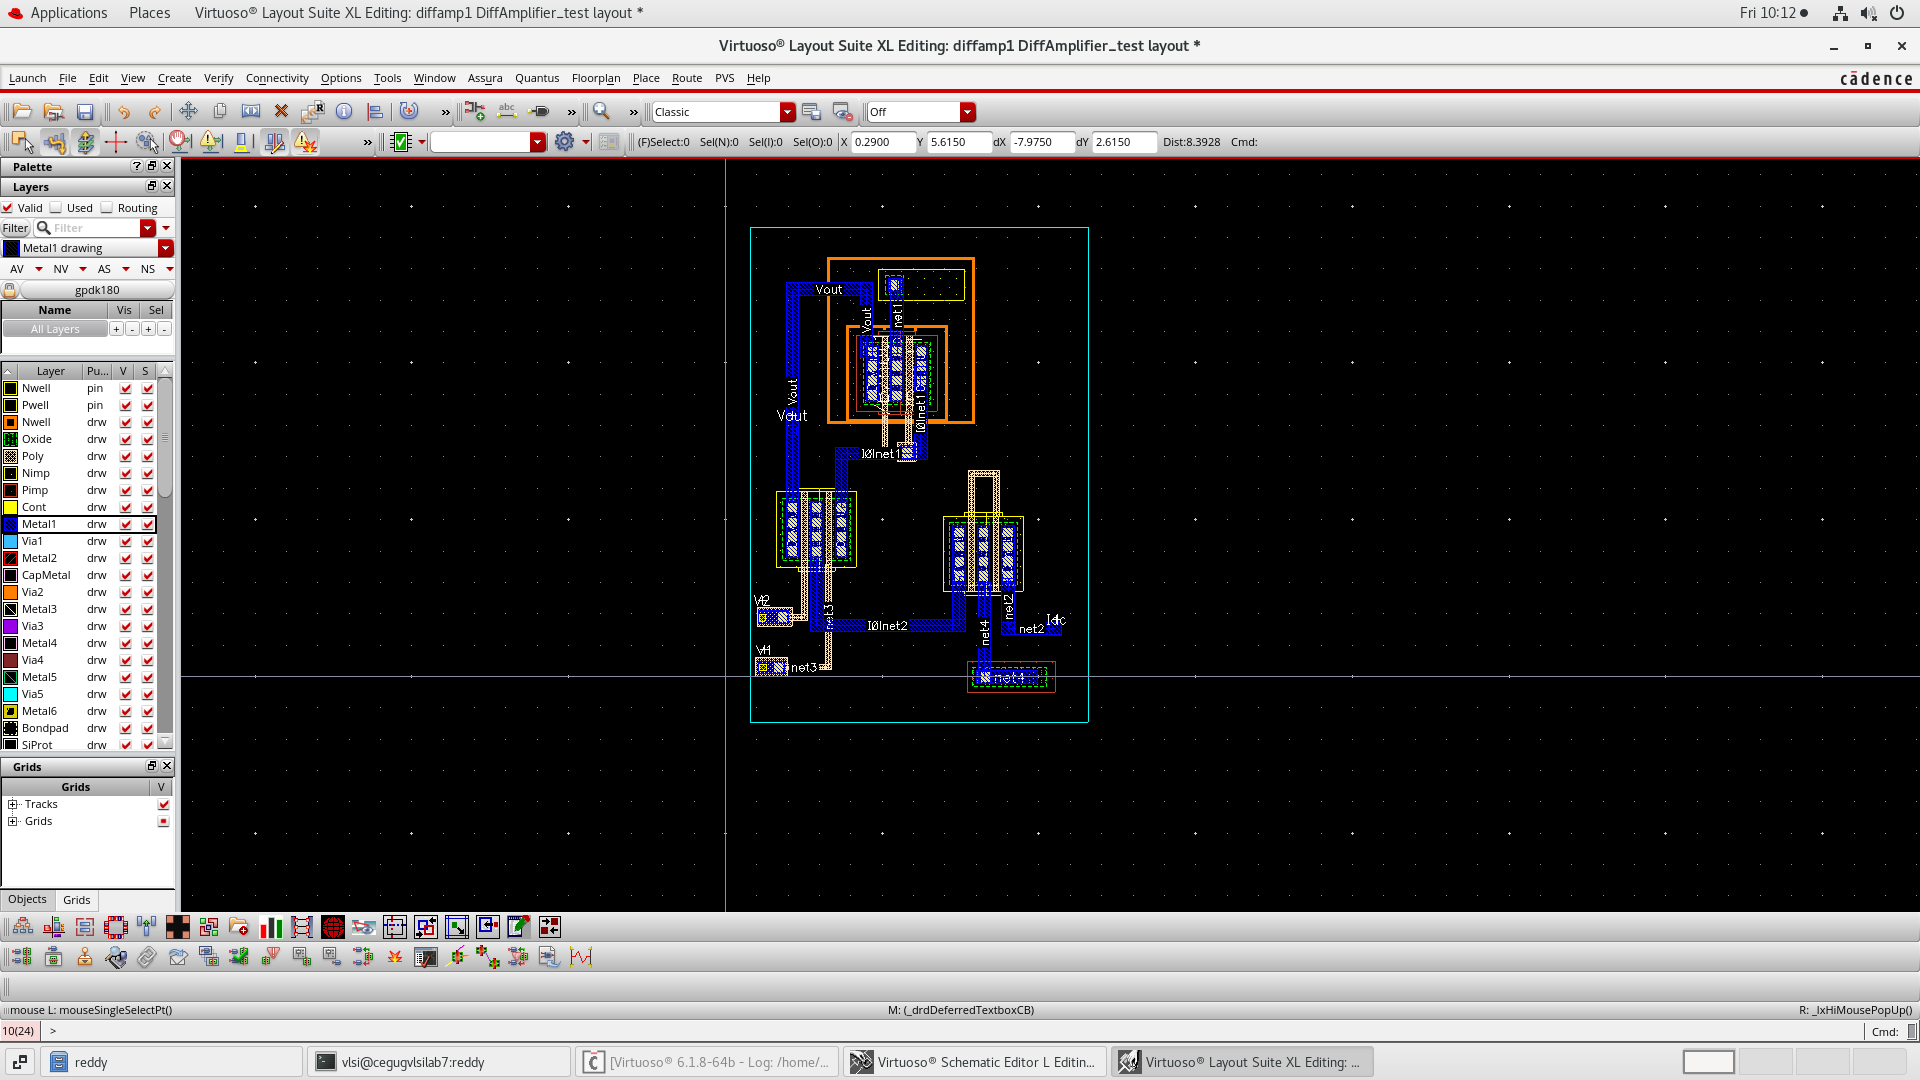 Applications Places Virtuoso® Layout Suite XL Editing: diffamp1 DiffAmplifier_test layout * Fri 10:12
Virtuoso® Layout Suite XL Editing: diffamp1 DiffAmplifier_test layout *
Launch File Edit View Create Verify Connectivity Options Tools Window Assura Quantus Floorplan Place Route PVS Help cādence
Classic Off
(F)Select:0 Sel(N):0 Sel(I):0 Sel(O):0 X 0.2900 Y 5.6150 dX -7.9750 dY 2.6150 Dist:8.3928 Cmd:
Palette
Layers
Valid Used Routing
Filter Filter
Metal1 drawing
AV NV AS NS
gpdk180
Name Vis Sel
All Layers + - + -
Layer Pu... V S
Nwell pin
Pwell pin
Nwell drw
Oxide drw
Poly drw
Nimp drw
Pimp drw
Cont drw
Metal1 drw
Via1 drw
Metal2 drw
CapMetal drw
Via2 drw
Metal3 drw
Via3 drw
Metal4 drw
Via4 drw
Metal5 drw
Via5 drw
Metal6 drw
Bondpad drw
SiProt drw
Grids
Grids V
Tracks
Grids
Objects Grids
Vout
Vout
net1
Vout
Vout
I0|net1
I0|net1
net3
I0|net2
net3
net4
net2
net2
Idc
net4
mouse L: mouseSingleSelectPt() M: (_drdDeferredTextboxCB) R: _lxHiMousePopUp()
10(24) > Cmd:
reddy vlsi@cegugvlsilab7:reddy [Virtuoso® 6.1.8-64b - Log: /home/... Virtuoso® Schematic Editor L Editin... Virtuoso® Layout Suite XL Editing: ...